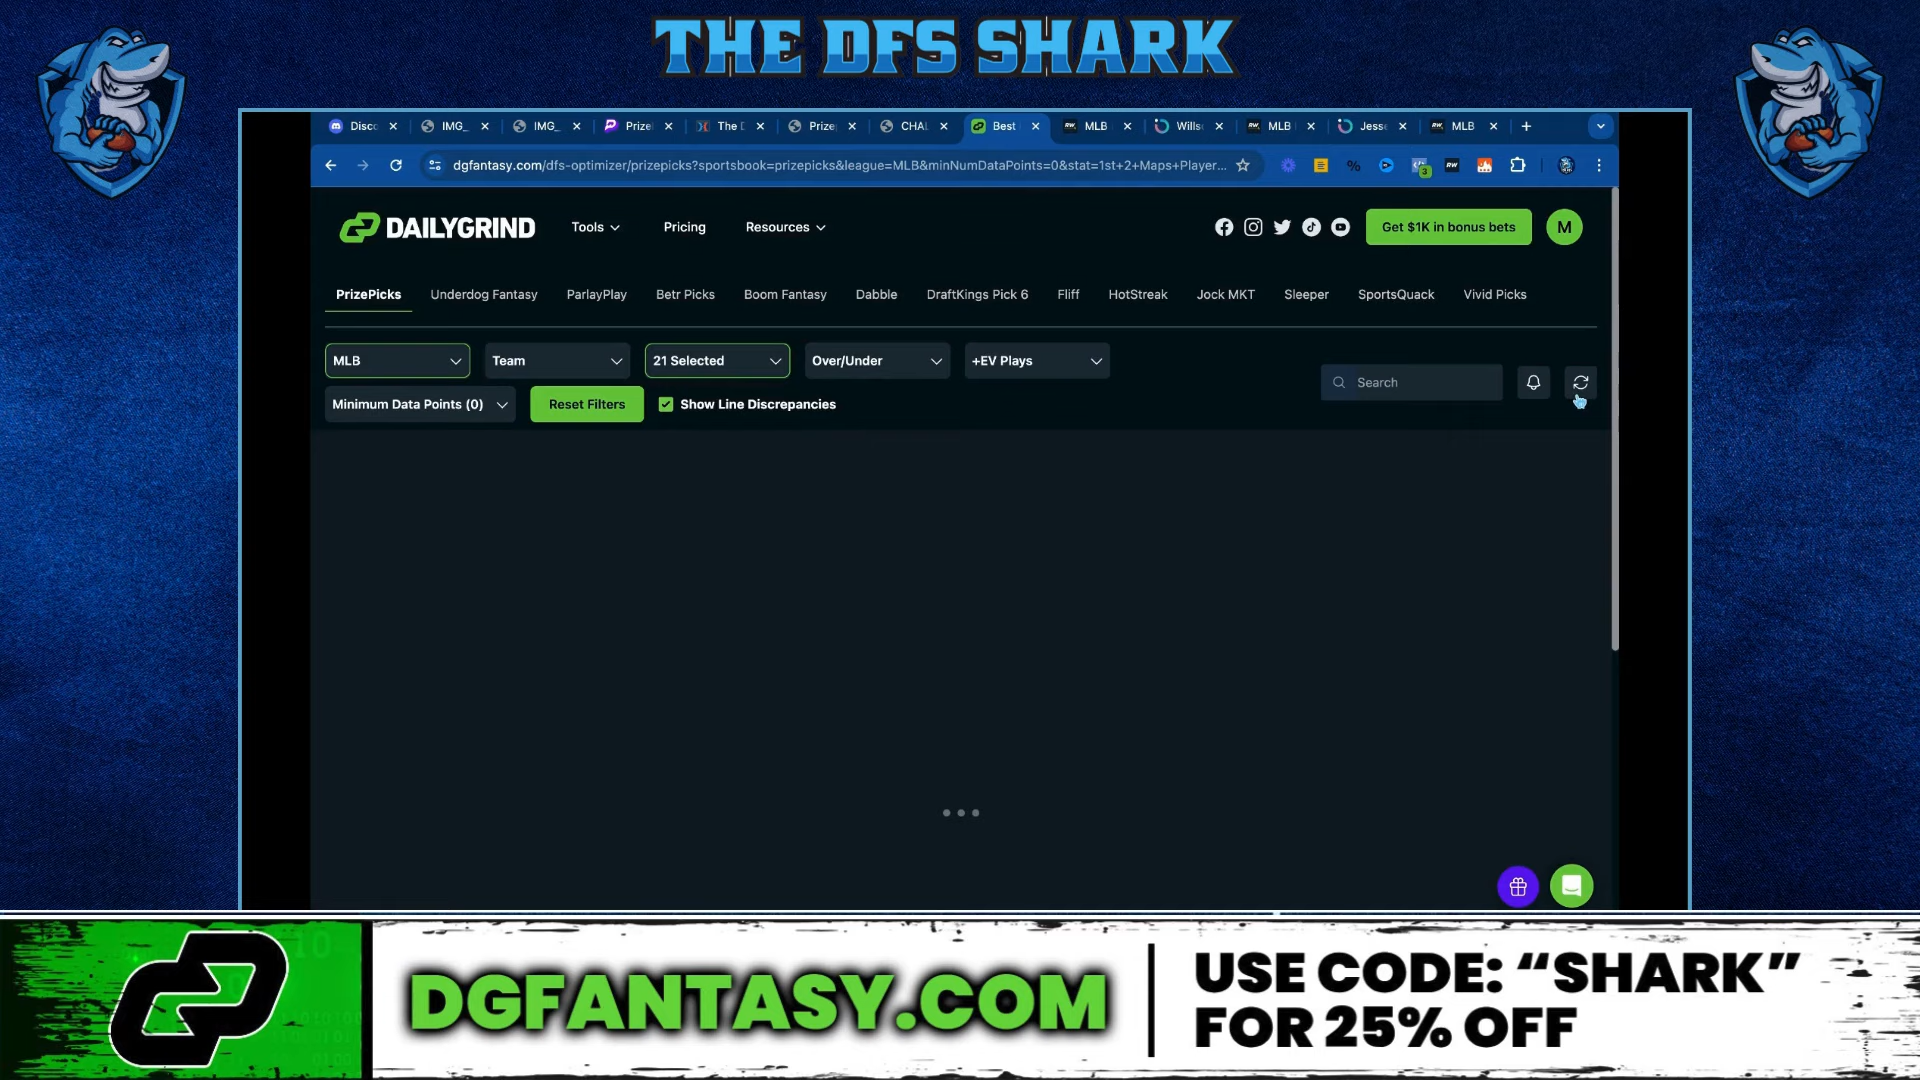 THE DFS SHARK
Disco
IMG_
IMG_
Prize
The D
Prize
CHAL
Best
MLB
Wills
MLB
Jess
MLB
dgfantasy.com/dfs-optimizer/prizepicks?sportsbook=prizepicks&league=MLB&minNumDataPoints=0&stat=1st+2+Maps+Player...
3
RW
DAILYGRIND
Tools
Pricing
Resources
Get $1K in bonus bets
M
PrizePicks
Underdog Fantasy
ParlayPlay
Betr Picks
Boom Fantasy
Dabble
DraftKings Pick 6
Fliff
HotStreak
Jock MKT
Sleeper
SportsQuack
Vivid Picks
MLB
Team
21 Selected
Over/Under
+EV Plays
Search
Minimum Data Points (0)
Reset Filters
Show Line Discrepancies
DGFANTASY.COM
USE CODE: “SHARK”
FOR 25% OFF